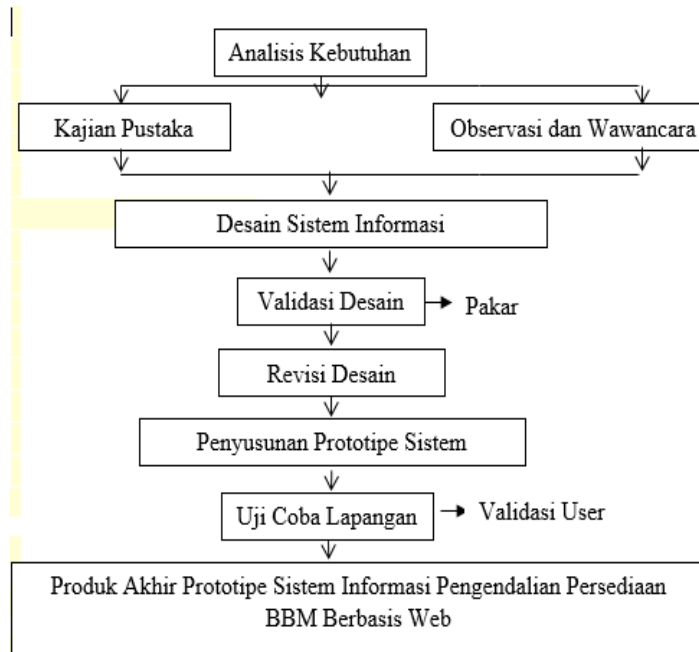 Analisis Kebutuhan
Kajian Pustaka
Observasi dan Wawancara
Desain Sistem Informasi
Validasi Desain
Pakar
Revisi Desain
Penyusunan Prototipe Sistem
Uji Coba Lapangan
Validasi User
Produk Akhir Prototipe Sistem Informasi Pengendalian Persediaan
BBM Berbasis Web